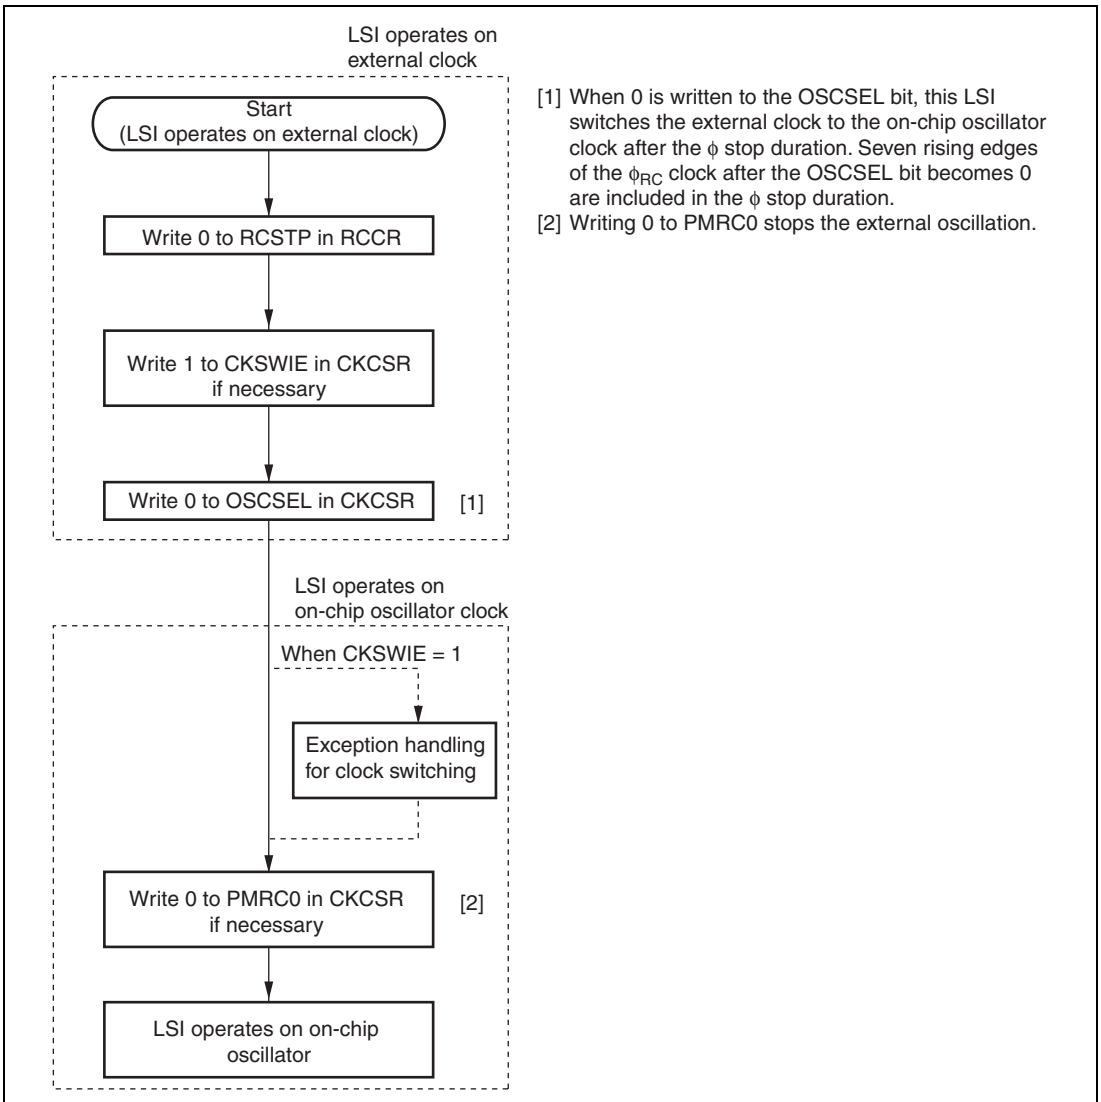 LSI operates on
external clock
Start
(LSI operates on external clock)
Write 0 to RCSTP in RCCR
Write 1 to CKSWIE in CKCSR
if necessary
Write 0 to OSCSEL in CKCSR
[1]
LSI operates on
on-chip oscillator clock
When CKSWIE = 1
Exception handling
for clock switching
Write 0 to PMRC0 in CKCSR
if necessary
[2]
LSI operates on on-chip
oscillator
[1] When 0 is written to the OSCSEL bit, this LSI
switches the external clock to the on-chip oscillator
clock after the ϕ stop duration. Seven rising edges
of the ϕRC clock after the OSCSEL bit becomes 0
are included in the ϕ stop duration.
[2] Writing 0 to PMRC0 stops the external oscillation.